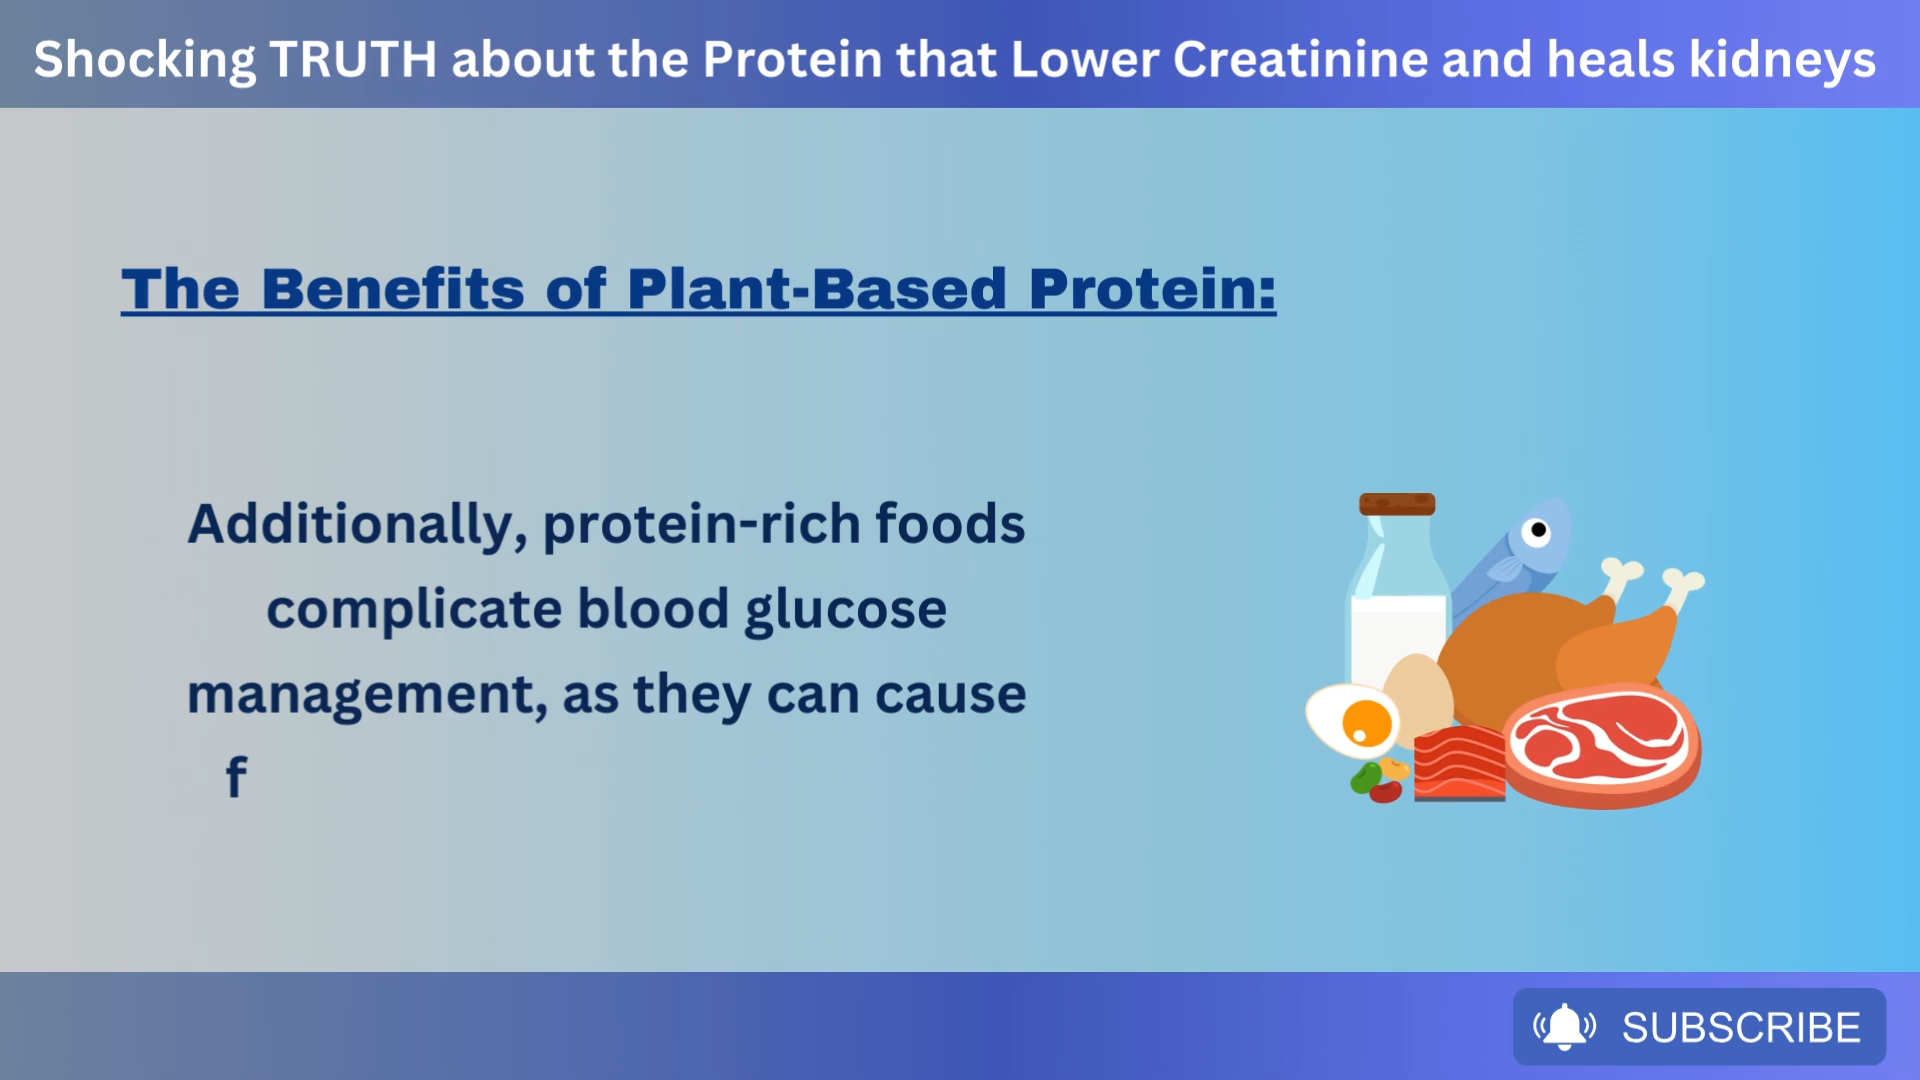 Shocking TRUTH about the Protein that Lower Creatinine and heals kidneys
The Benefits of Plant-Based Protein:
Additionally, protein-rich foods
complicate blood glucose
management, as they can cause
f
SUBSCRIBE